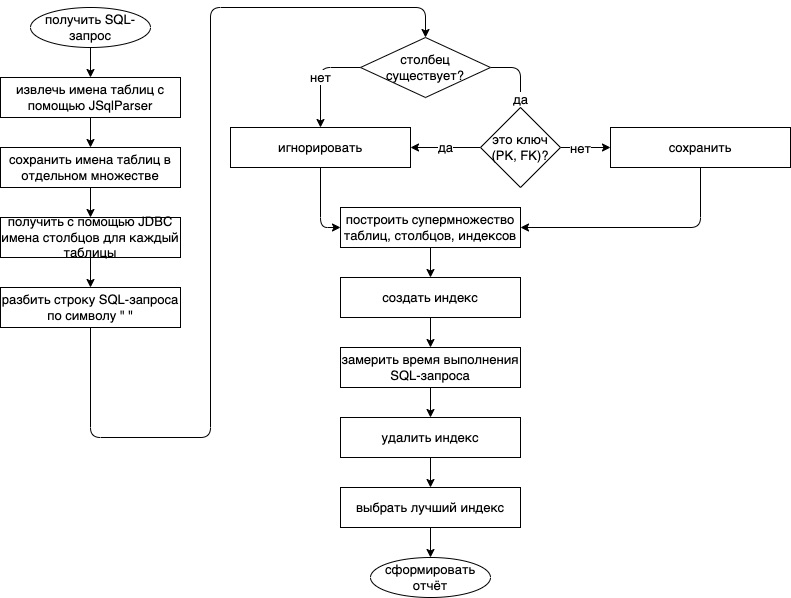 получить SQL-
запрос
извлечь имена таблиц с
помощью JSqlParser
сохранить имена таблиц в
отдельном множестве
получить с помощью JDBC
имена столбцов для каждый
таблицы
разбить строку SQL-запроса
по символу " "
столбец
существует?
нет
да
это ключ
(PK, FK)?
да
нет
игнорировать
сохранить
построить супермножество
таблиц, столбцов, индексов
создать индекс
замерить время выполнения
SQL-запроса
удалить индекс
выбрать лучший индекс
сформировать
отчёт